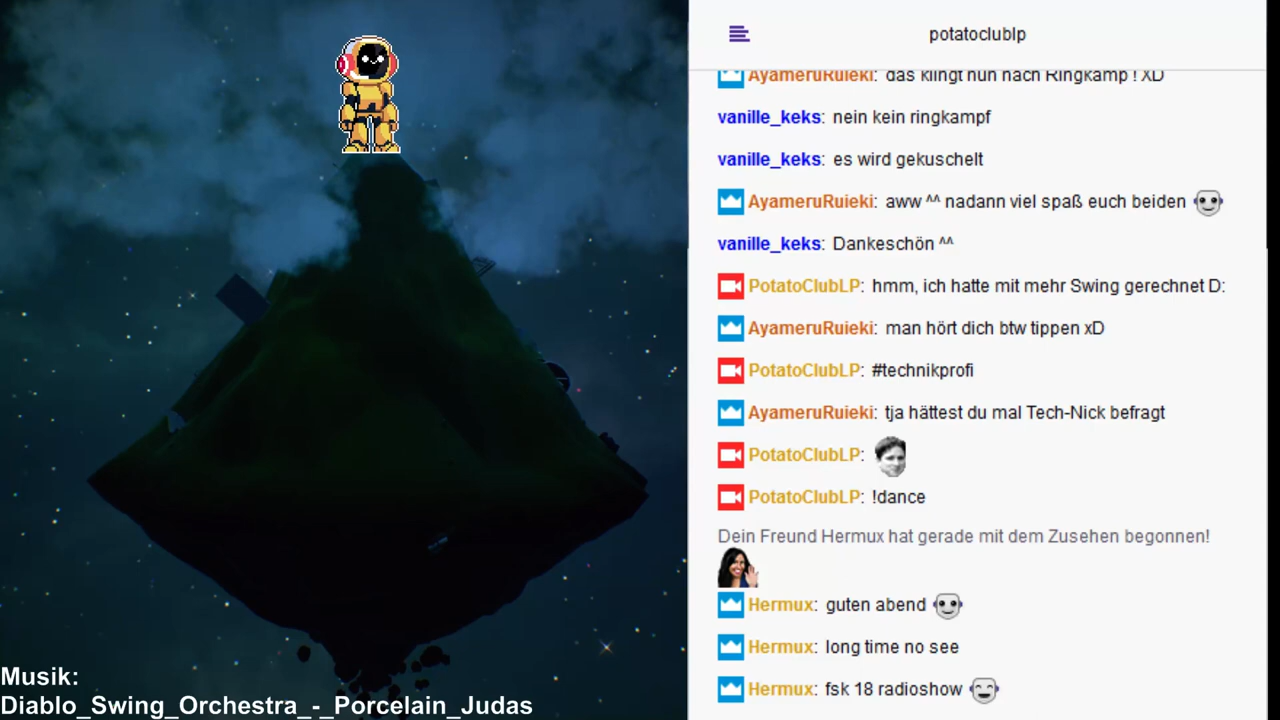 potatoclublp
AyameruRuieki: das klingt nun nach Ringkamp ! XD
vanille_keks: nein kein ringkampf
vanille_keks: es wird gekuschelt
AyameruRuieki: aww ^^ nadann viel spaß euch beiden
vanille_keks: Dankeschön ^^
PotatoClubLP: hmm, ich hatte mit mehr Swing gerechnet D:
AyameruRuieki: man hört dich btw tippen xD
PotatoClubLP: #technikprofi
AyameruRuieki: tja hättest du mal Tech-Nick befragt
PotatoClubLP:
PotatoClubLP: !dance
Dein Freund Hermux hat gerade mit dem Zusehen begonnen!
Hermux: guten abend
Hermux: long time no see
Hermux: fsk 18 radioshow
Musik:
Diablo_Swing_Orchestra_-_Porcelain_Judas